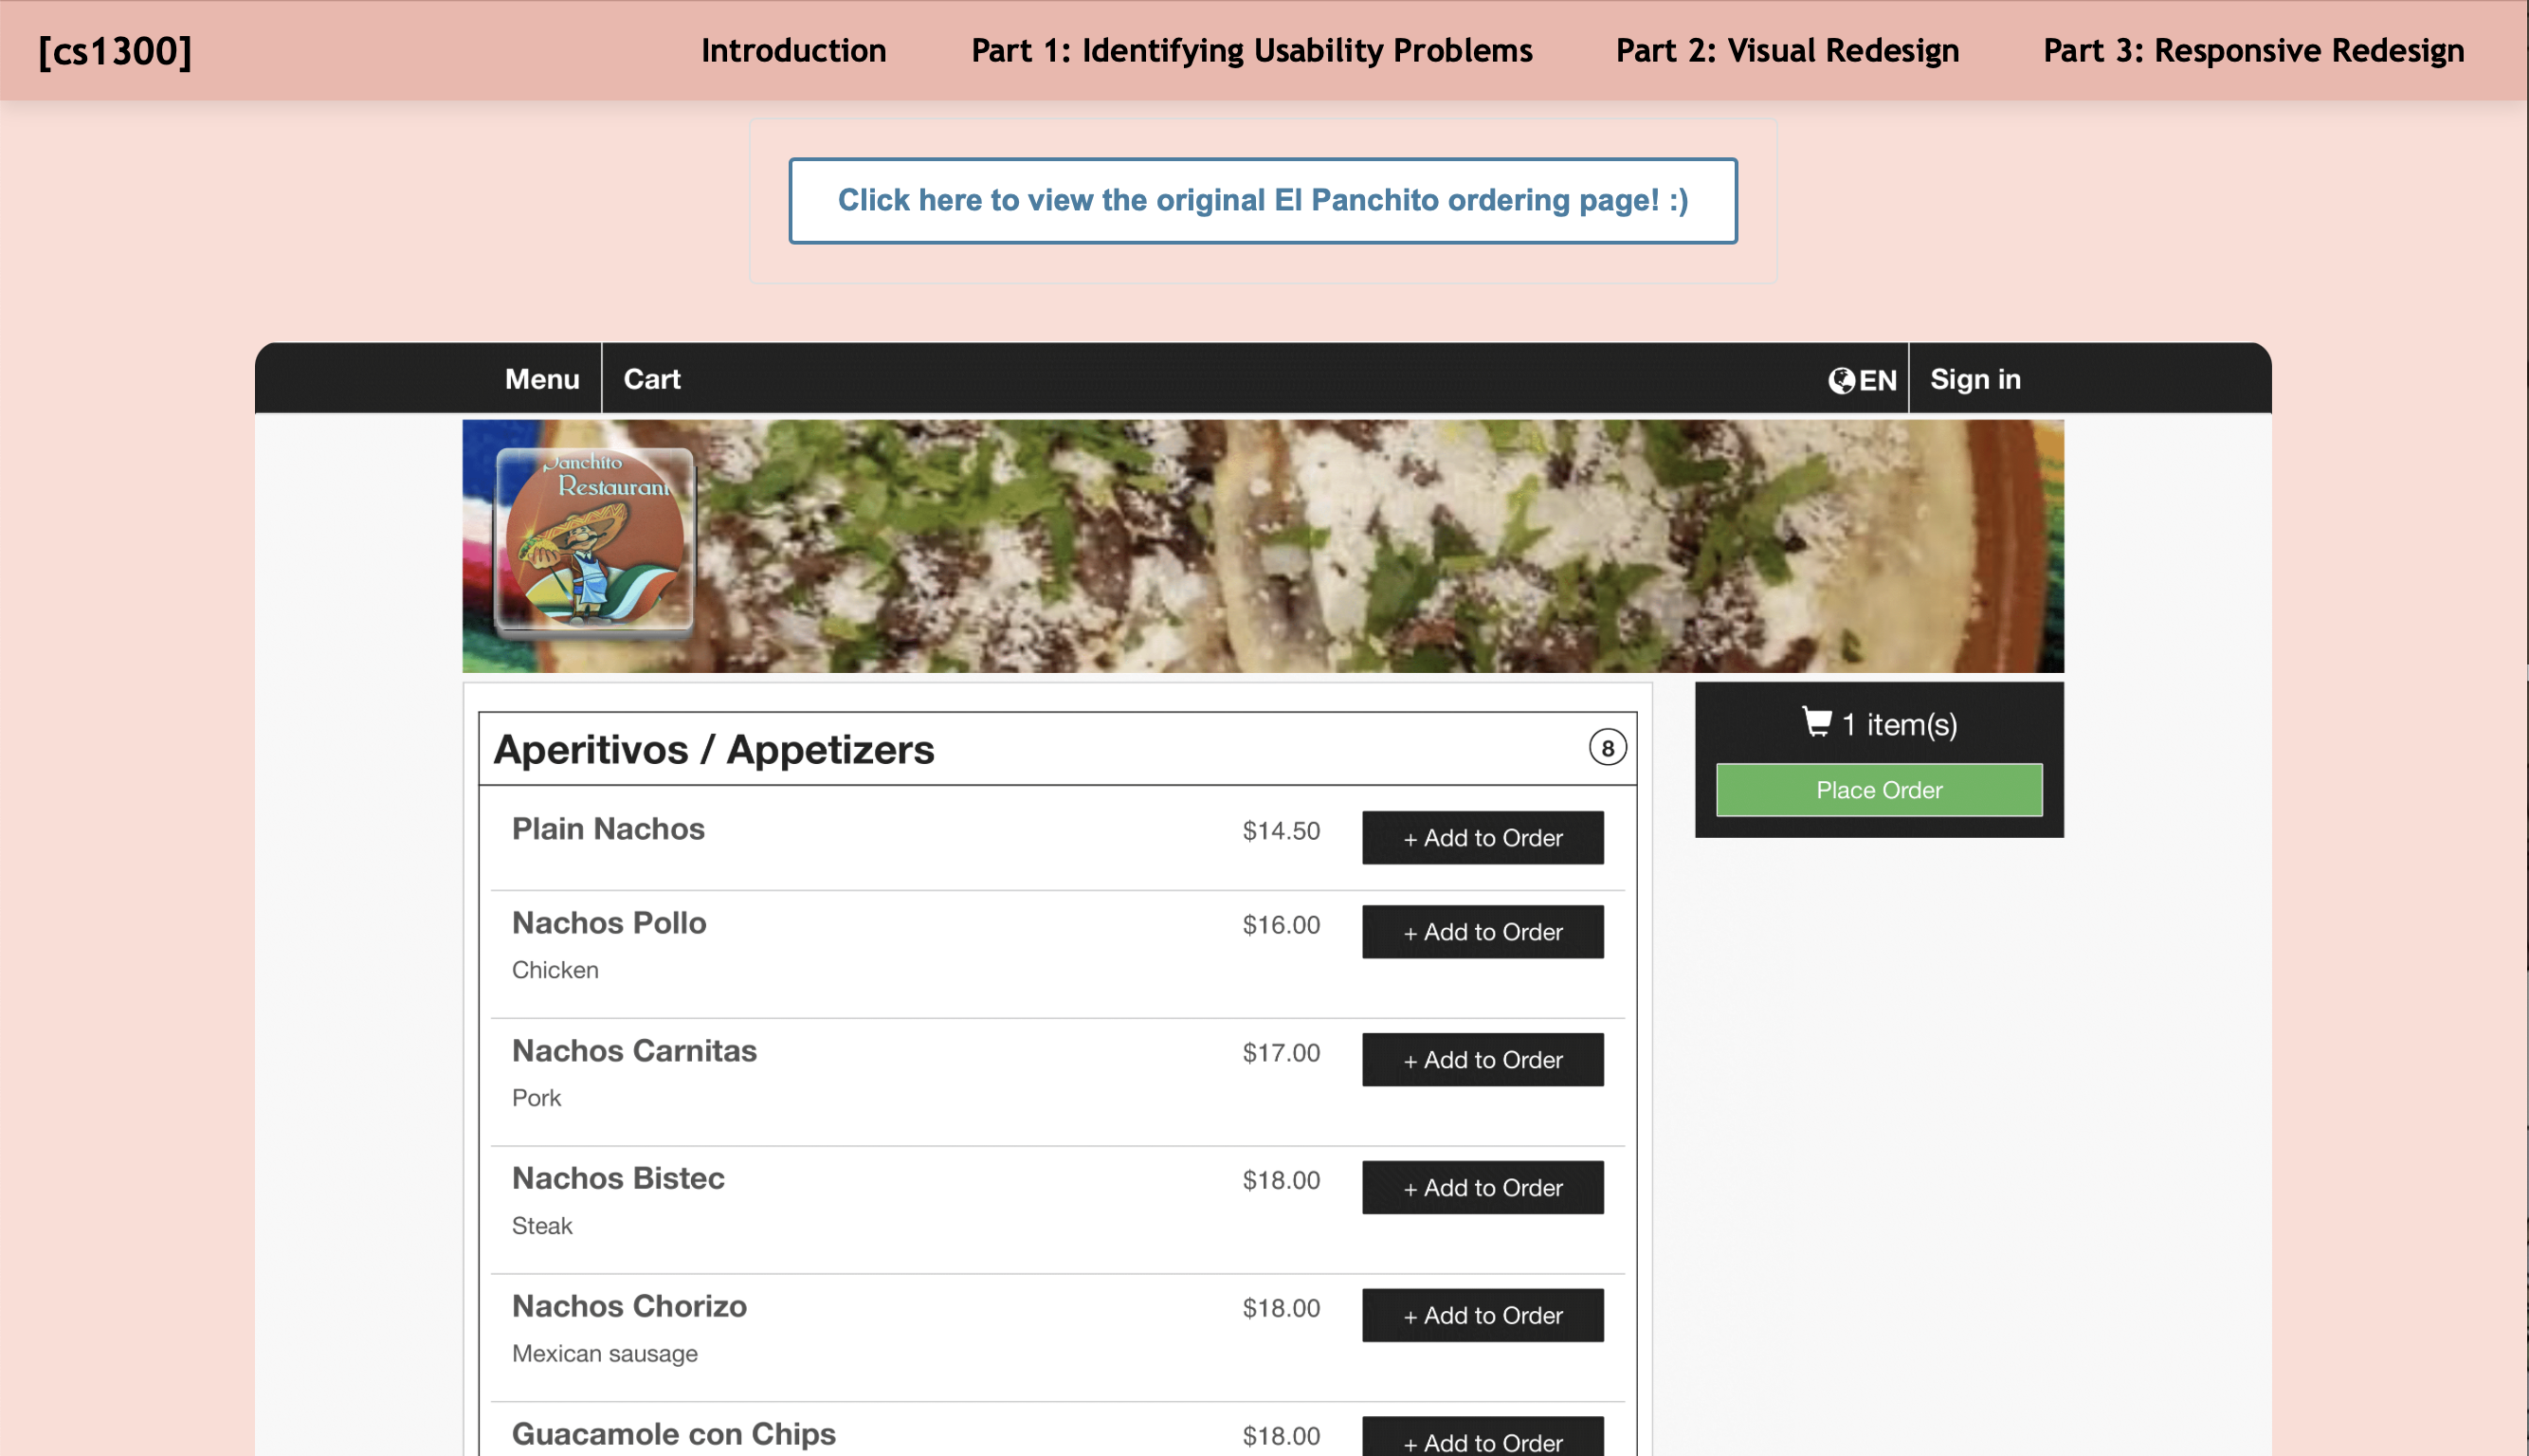 [cs1300]
Introduction
Part 1: Identifying Usability Problems
Part 2: Visual Redesign
Part 3: Responsive Redesign
Click here to view the original El Panchito ordering page! :)
Menu
Cart
EN
Sign in
Panchito
Restaurant
Aperitivos / Appetizers
8
1 item(s)
Place Order
Plain Nachos
$14.50
+ Add to Order
Nachos Pollo
$16.00
+ Add to Order
Chicken
Nachos Carnitas
$17.00
+ Add to Order
Pork
Nachos Bistec
$18.00
+ Add to Order
Steak
Nachos Chorizo
$18.00
+ Add to Order
Mexican sausage
Guacamole con Chips
$18.00
+ Add to Order